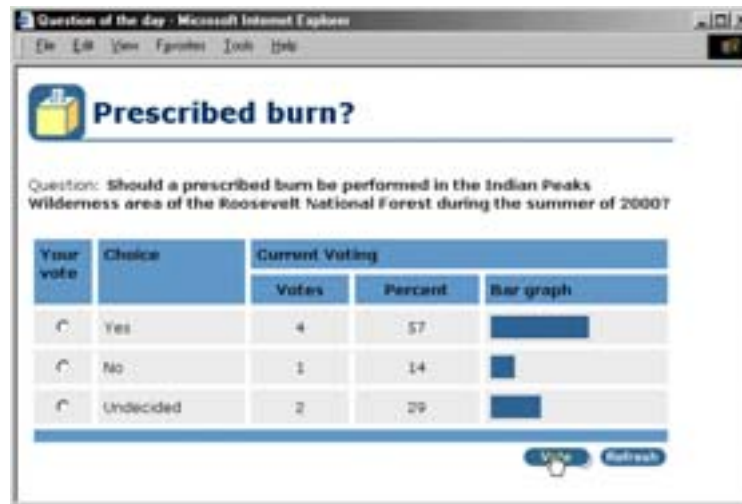 Question of the day - Microsoft Internet Explorer
File Edit View Favorites Tools Help
Prescribed burn?
Question: Should a prescribed burn be performed in the Indian Peaks
Wilderness area of the Roosevelt National Forest during the summer of 2000?
Your vote Choice Current Voting
Votes Percent Bar graph
Yes 4 57
No 1 14
Undecided 2 29
Vote Refresh